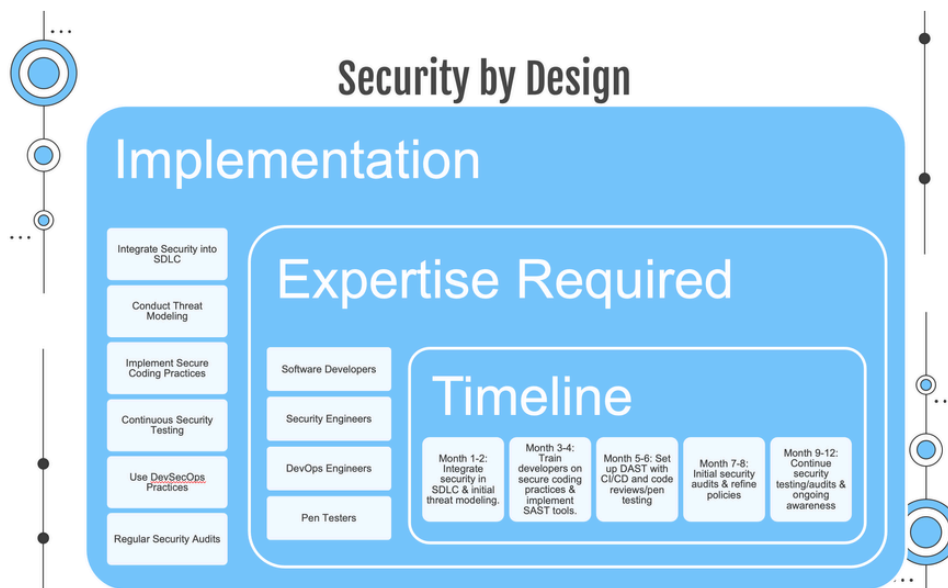 Security by Design
Implementation
Integrate Security into
SDLC
Conduct Threat
Modeling
Implement Secure
Coding Practices
Continuous Security
Testing
Use DevSecOps
Practices
Regular Security Audits
Expertise Required
Software Developers
Security Engineers
DevOps Engineers
Pen Testers
Timeline
Month 1-2:
Integrate
security in
SDLC & initial
threat modeling.
Month 3-4:
Train
developers on
secure coding
practices &
implement
SAST tools.
Month 5-6: Set
up DAST with
CI/CD and code
reviews/pen
testing
Month 7-8:
Initial security
audits & refine
policies
Month 9-12:
Continue
security
testing/audits &
ongoing
awareness